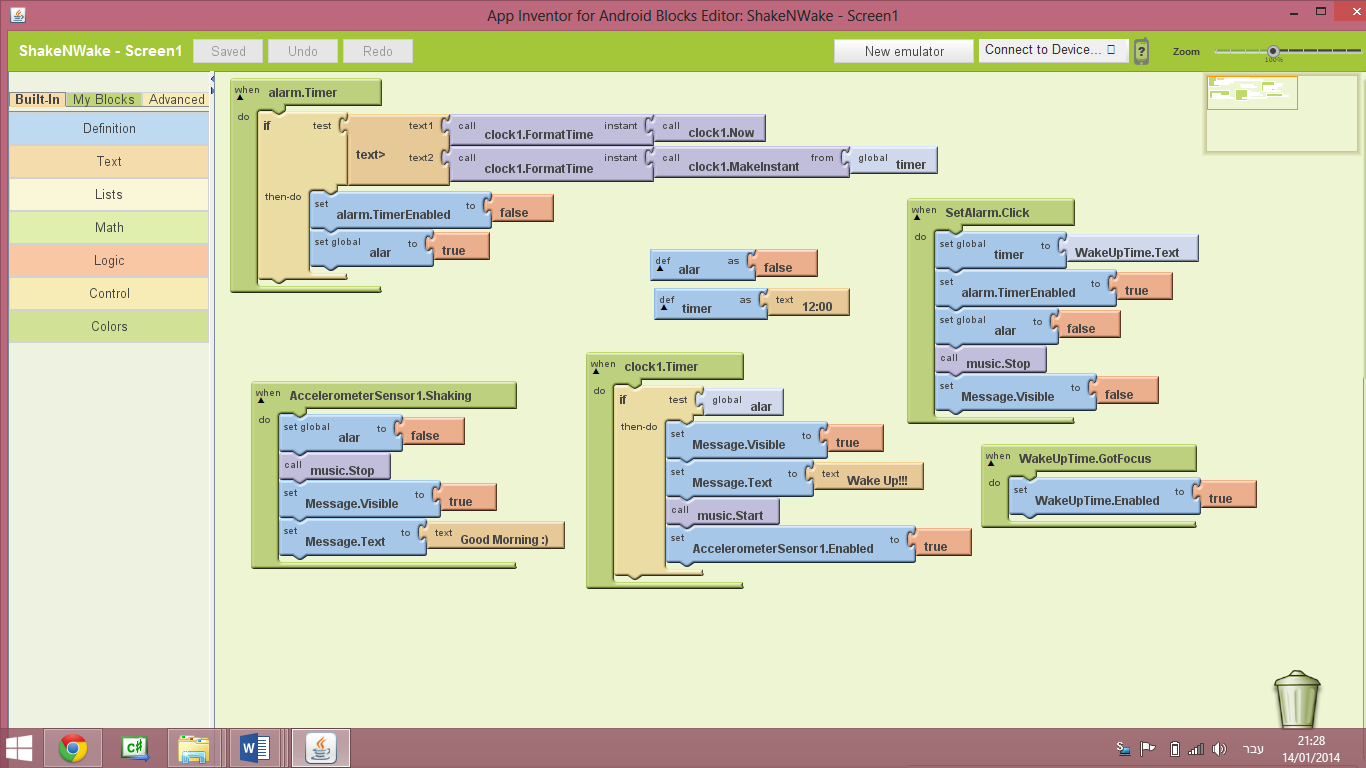 App Inventor for Android Blocks Editor: ShakeNWake - Screen1
ShakeNWake - Screen1
Saved
Undo
Redo
New emulator
Connect to Device...
Zoom
100%
Built-In
My Blocks
Advanced
Definition
Text
Lists
Math
Logic
Control
Colors
when alarm.Timer
do
if test
text>
text1 call clock1.FormatTime instant call clock1.Now
text2 call clock1.FormatTime instant call clock1.MakeInstant from global timer
then-do
set alarm.TimerEnabled to false
set global alar to true
def alar as false
def timer as text 12:00
when SetAlarm.Click
do
set global timer to WakeUpTime.Text
set alarm.TimerEnabled to true
set global alar to false
call music.Stop
set Message.Visible to false
when AccelerometerSensor1.Shaking
do
set global alar to false
call music.Stop
set Message.Visible to true
set Message.Text to text Good Morning :)
when clock1.Timer
do
if test global alar
then-do
set Message.Visible to true
set Message.Text to text Wake Up!!!
call music.Start
set AccelerometerSensor1.Enabled to true
when WakeUpTime.GotFocus
do
set WakeUpTime.Enabled to true
C#
W
עבר
21:28
14/01/2014